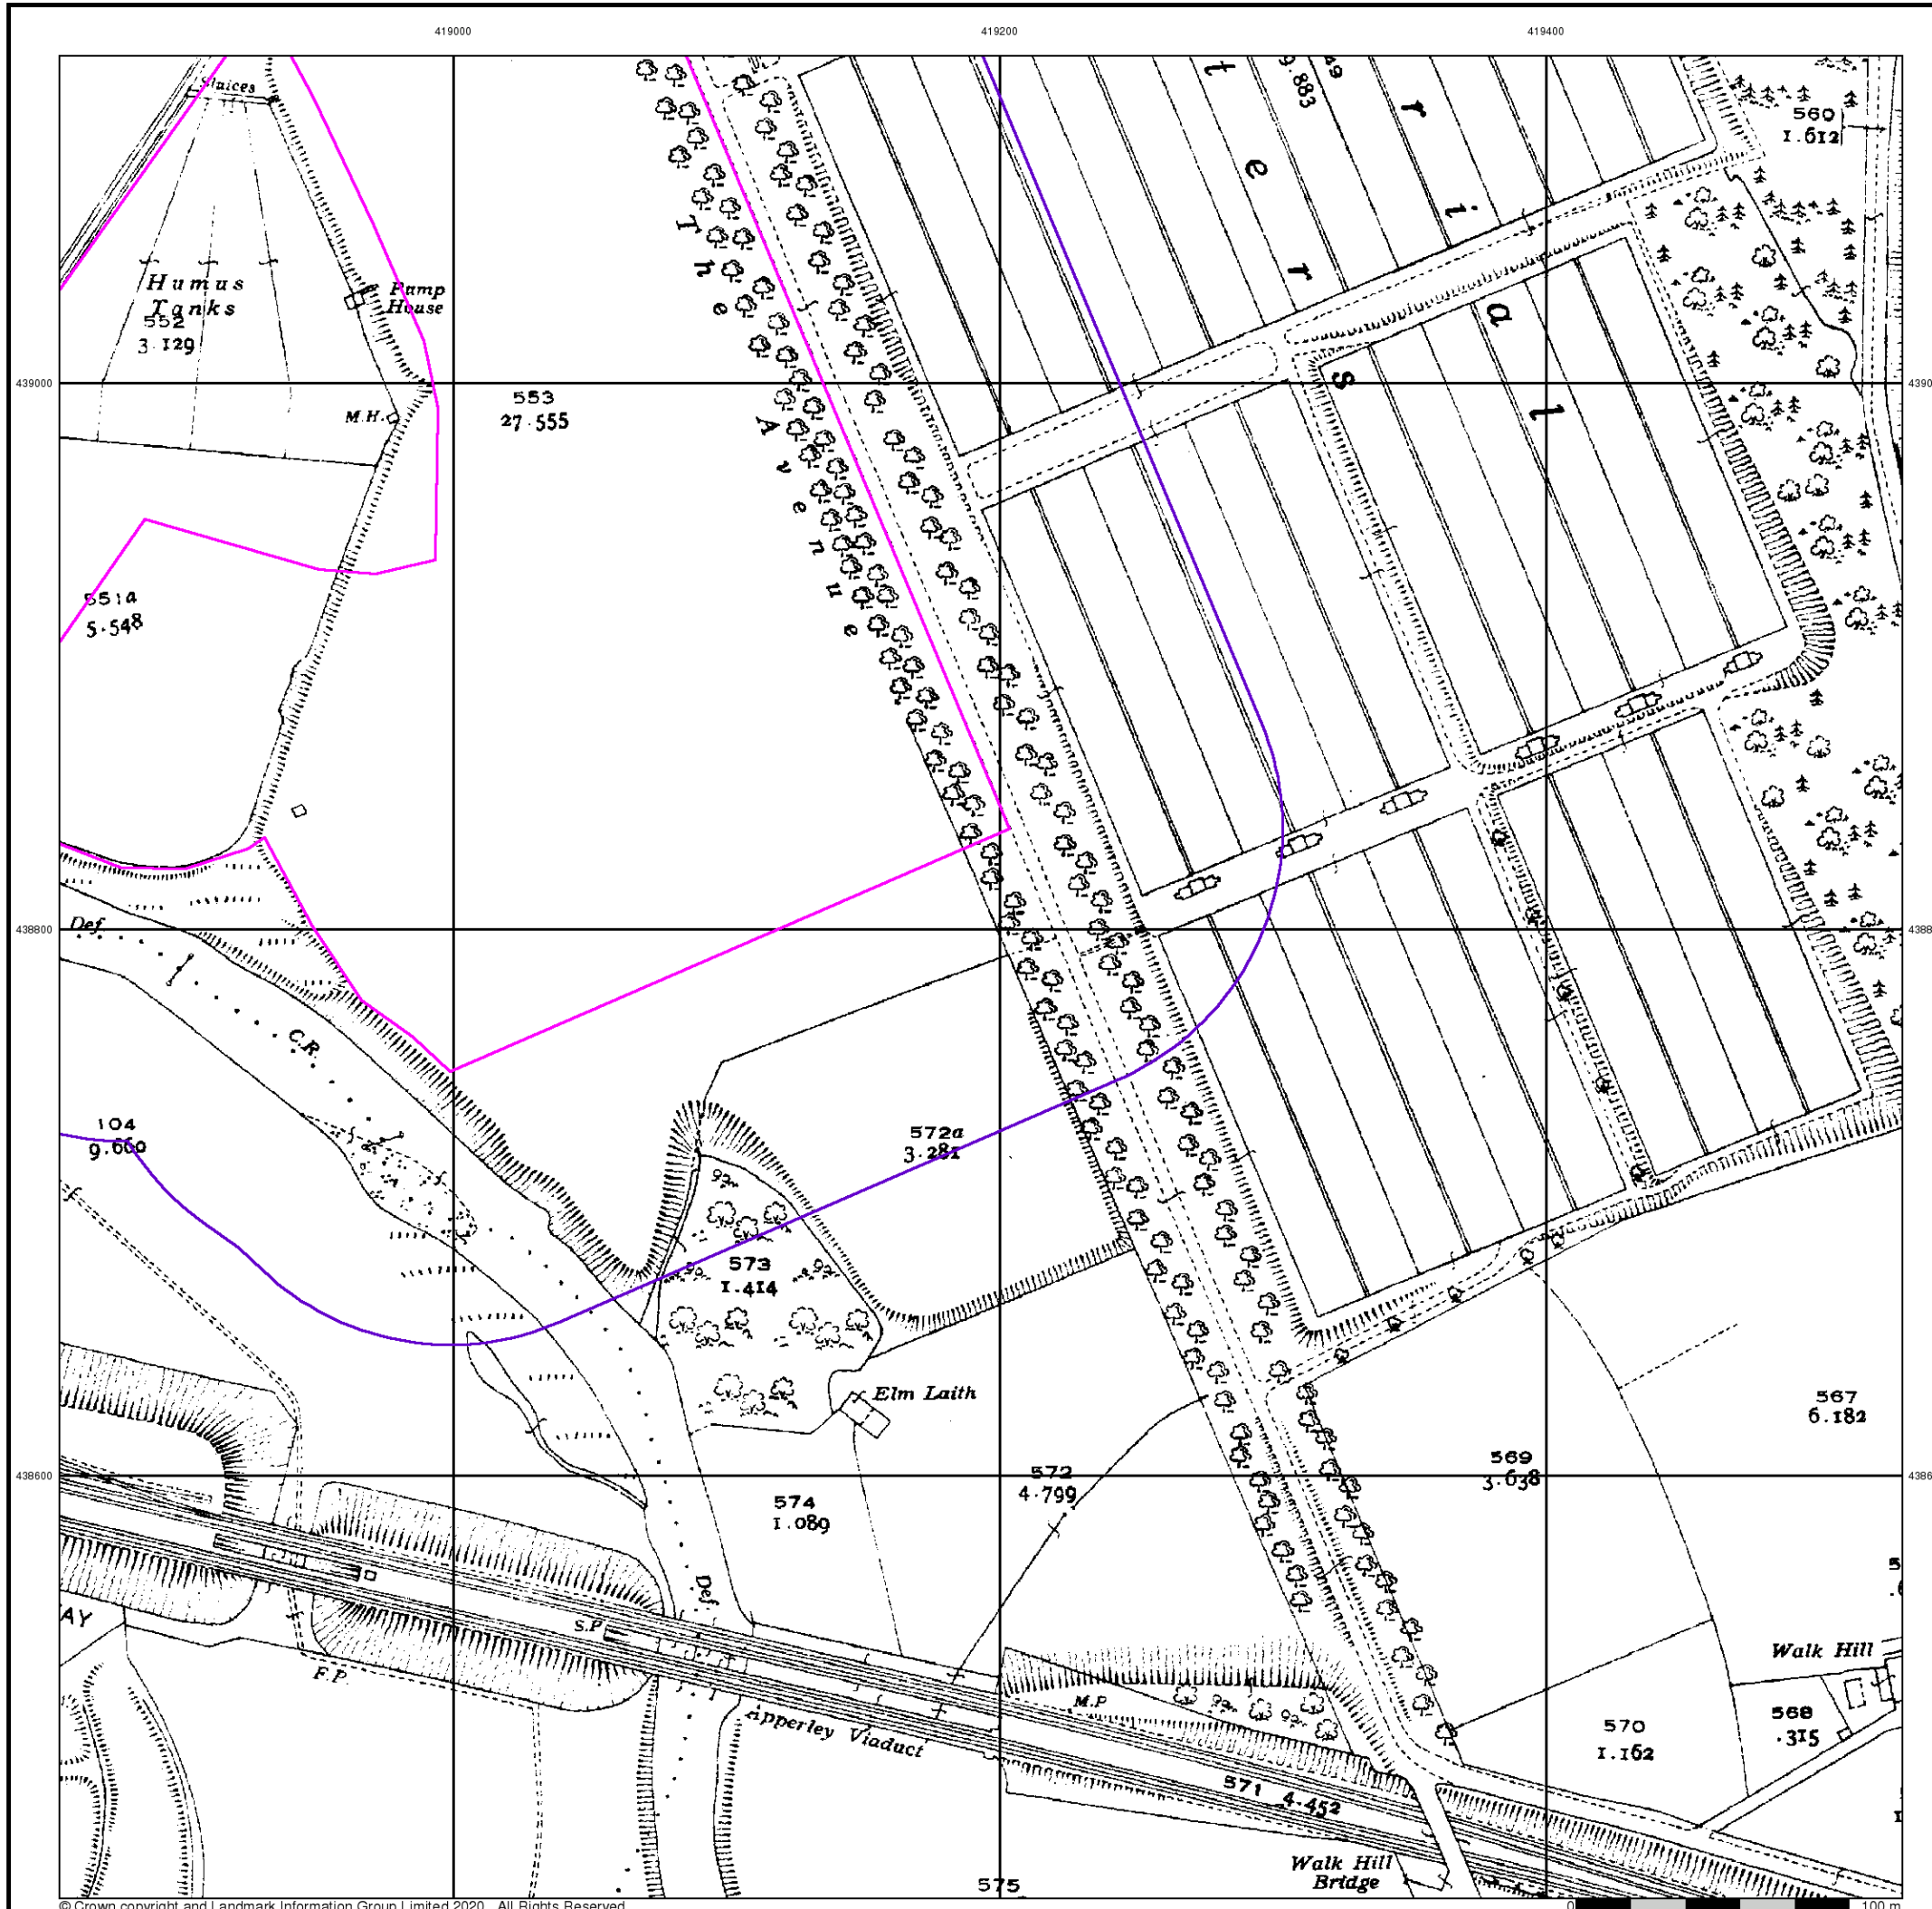 419000
419200
419400
Sluices
t
9.883
49
r
560
1.612
e
i
r
a
s
l
The Avenue
Humus
Tanks
552
3.129
Pump
House
439000
M.H.
553
27.555
551a
5.548
438800
Def.
C.R.
104
9.660
572a
3.281
573
1.414
Elm Laith
567
6.182
569
3.638
438600
572
4.799
574
1.089
Def.
AY
S.P
F.P.
M.P
Apperley Viaduct
Walk Hill
568
.315
570
1.162
571 4.452
Walk Hill
Bridge
575
© Crown copyright and Landmark Information Group Limited 2020. All Rights Reserved
0
100 m